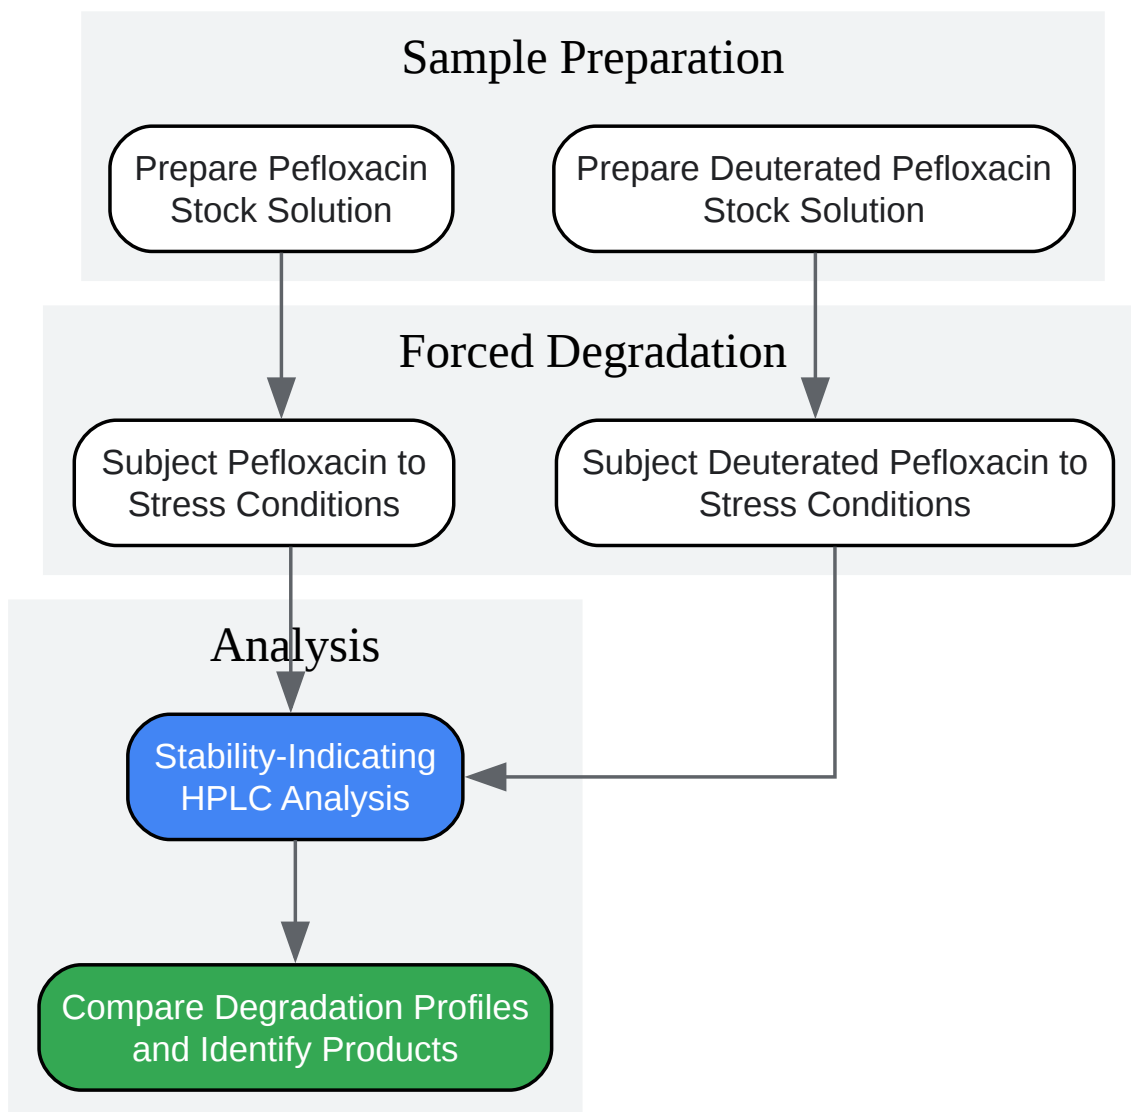 Sample Preparation
Prepare Pefloxacin
Stock Solution
Prepare Deuterated Pefloxacin
Stock Solution
Forced Degradation
Subject Pefloxacin to
Stress Conditions
Subject Deuterated Pefloxacin to
Stress Conditions
Analysis
Stability-Indicating
HPLC Analysis
Compare Degradation Profiles
and Identify Products